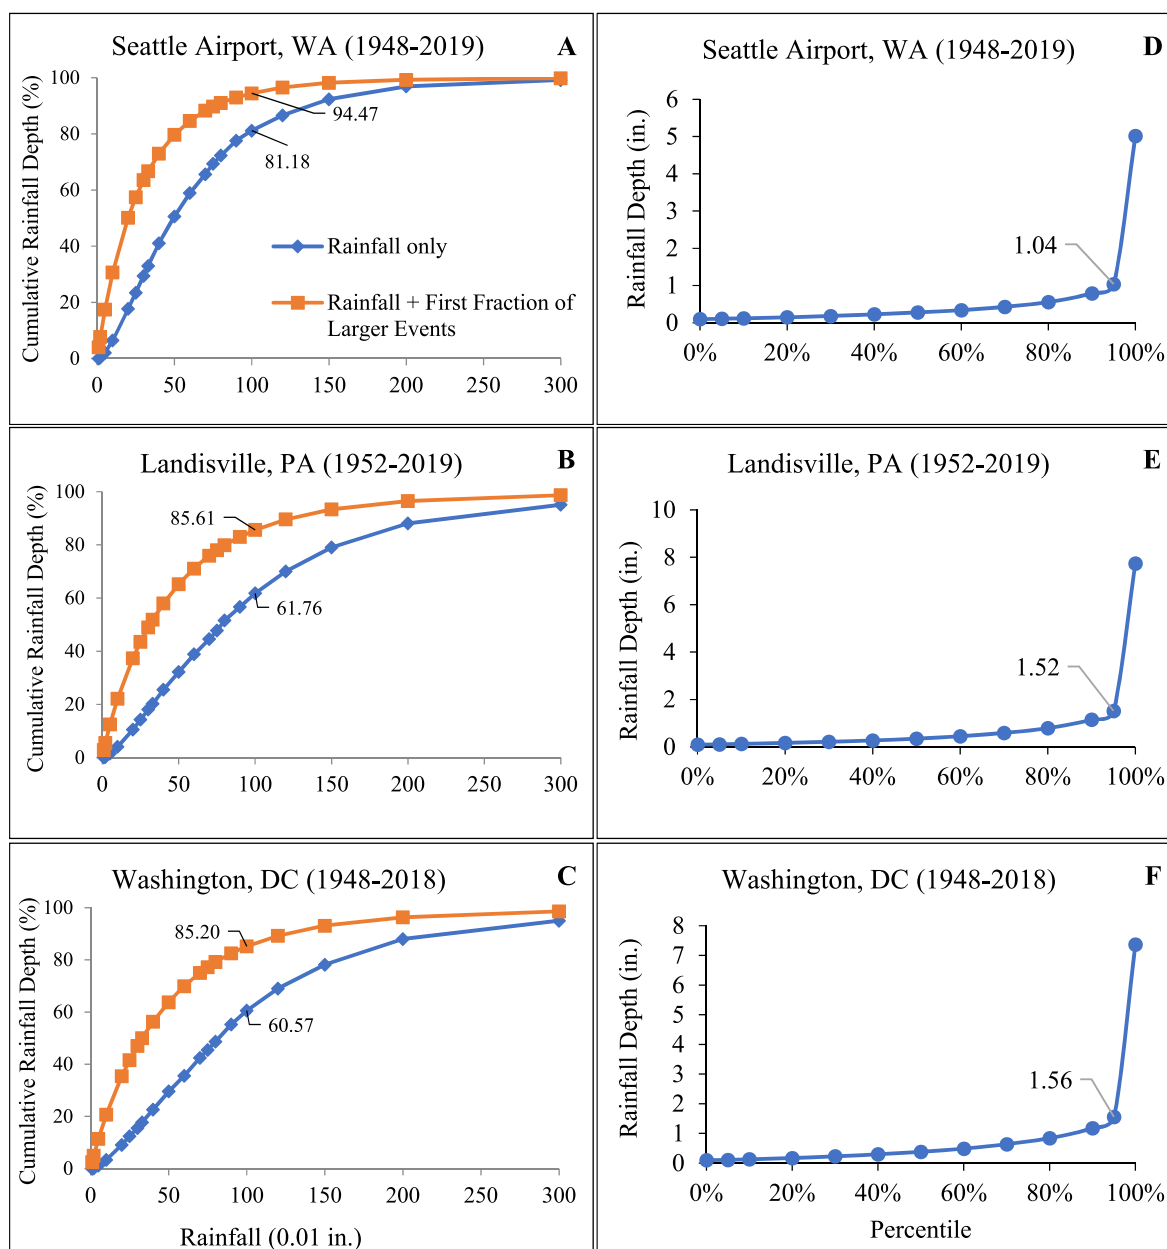 Seattle Airport, WA (1948-2019) A
Cumulative Rainfall Depth (%)
100
80
60
40
20
0
94.47
81.18
Rainfall only
Rainfall + First Fraction of
Larger Events
0 50 100 150 200 250 300
Seattle Airport, WA (1948-2019) D
Rainfall Depth (in.)
6
5
4
3
2
1
0
1.04
0% 20% 40% 60% 80% 100%
Landisville, PA (1952-2019) B
Cumulative Rainfall Depth (%)
100
80
60
40
20
0
85.61
61.76
0 50 100 150 200 250 300
Landisville, PA (1952-2019) E
Rainfall Depth (in.)
10
8
6
4
2
0
1.52
0% 20% 40% 60% 80% 100%
Washington, DC (1948-2018) C
Cumulative Rainfall Depth (%)
100
80
60
40
20
0
85.20
60.57
0 50 100 150 200 250 300
Rainfall (0.01 in.)
Washington, DC (1948-2018) F
Rainfall Depth (in.)
8
7
6
5
4
3
2
1
0
1.56
0% 20% 40% 60% 80% 100%
Percentile